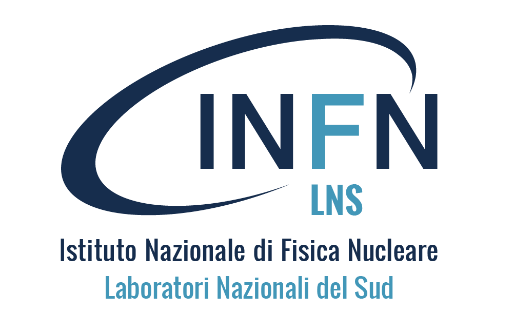 INFN
LNS
Istituto Nazionale di Fisica Nucleare
Laboratori Nazionali del Sud